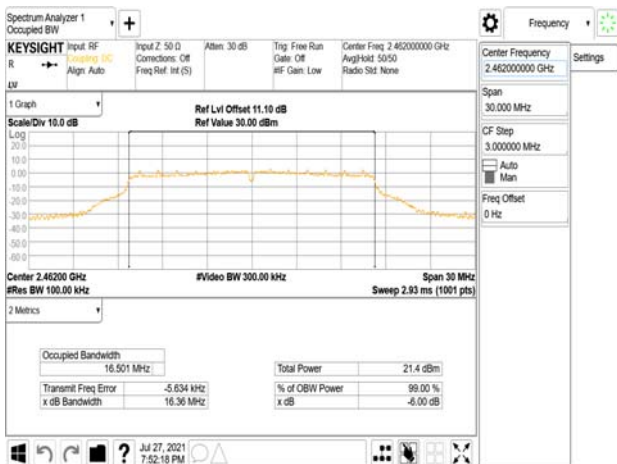 Spectrum Analyzer 1
Occupied BW
Frequency
KEYSIGHT
Input: RF
Coupling: DC
Align: Auto
Input Z: 50 Ω
Corrections: Off
Freq Ref: Int (S)
Atten: 30 dB
Trig: Free Run
Gate: Off
#IF Gain: Low
Center Freq: 2.462000000 GHz
Avg|Hold: 50/50
Radio Std: None
R
LV
Center Frequency
2.462000000 GHz
Settings
Span
30.000 MHz
CF Step
3.000000 MHz
Auto
Man
Freq Offset
0 Hz
1 Graph
Scale/Div 10.0 dB
Ref Lvl Offset 11.10 dB
Ref Value 30.00 dBm
Log
20.0
10.0
0.00
-10.0
-20.0
-30.0
-40.0
-50.0
-60.0
Center 2.46200 GHz
#Res BW 100.00 kHz
#Video BW 300.00 kHz
Span 30 MHz
Sweep 2.93 ms (1001 pts)
2 Metrics
Occupied Bandwidth
16.501 MHz
Transmit Freq Error -5.634 kHz
x dB Bandwidth 16.36 MHz
Total Power 21.4 dBm
% of OBW Power 99.00 %
x dB -6.00 dB
?
Jul 27, 2021
7:52:18 PM